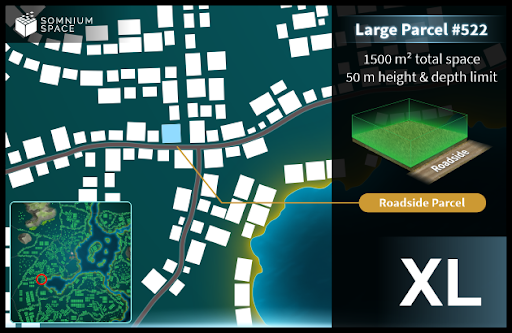 SOMNIUM
SPACE
Large Parcel #522
1500 m² total space
50 m height & depth limit
Roadside
Roadside Parcel
XL